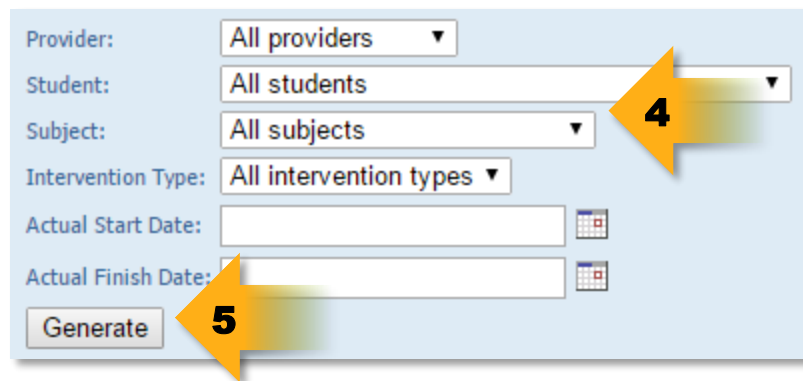 Provider: All providers
Student: All students
4
Subject: All subjects
Intervention Type: All intervention types
Actual Start Date:
Actual Finish Date:
Generate 5